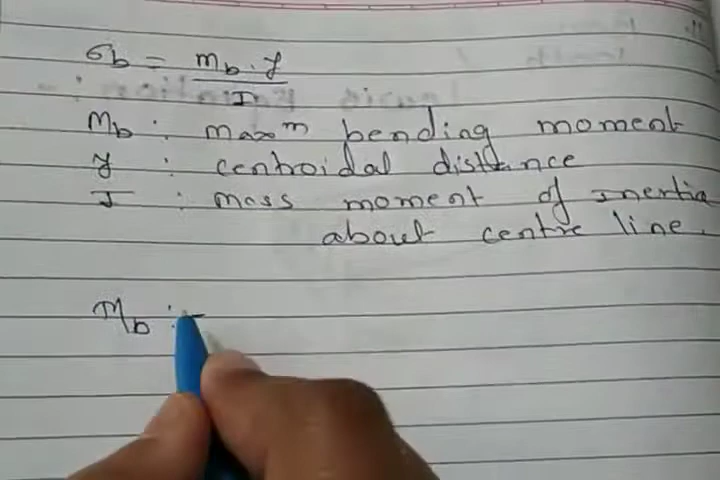 σb = Mb . y / I
Mb : maxm bending moment
y : centroidal distance
I : mass moment of Inertia
about centre line.
Mb :-